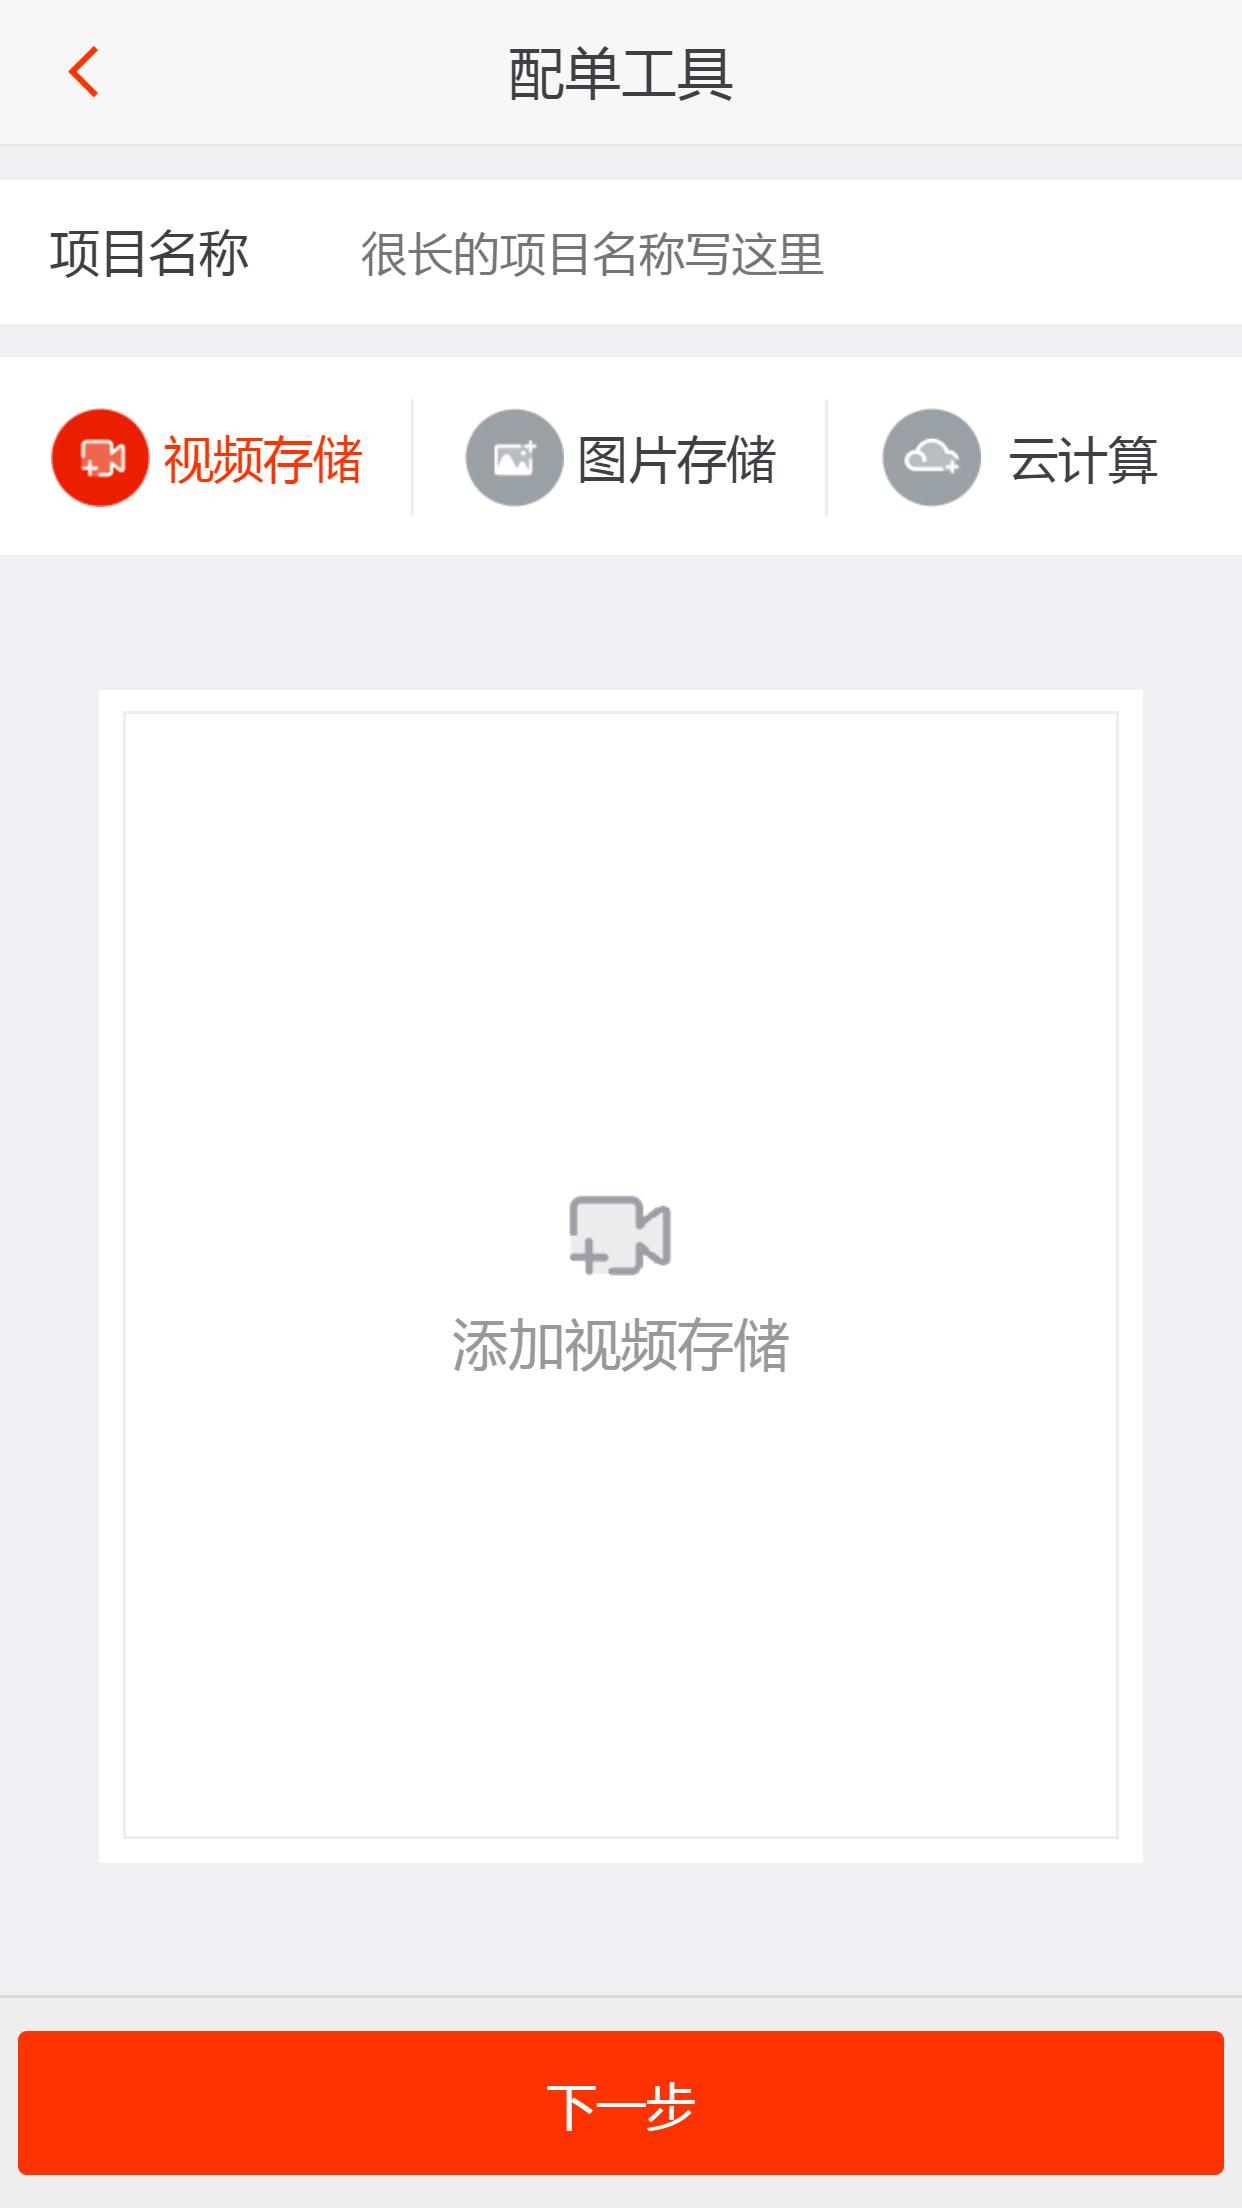 配单工具
项目名称 很长的项目名称写这里
视频存储 图片存储 云计算
添加视频存储
下一步